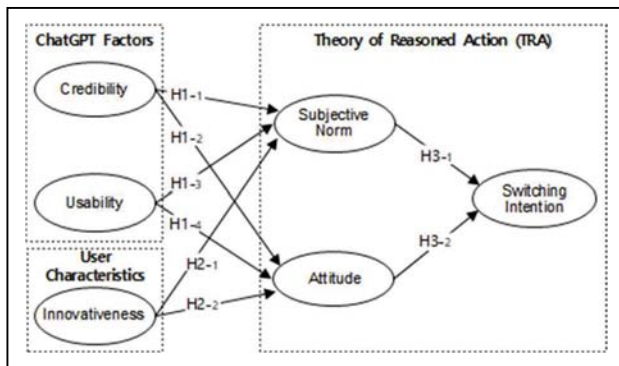 ChatGPT Factors
Theory of Reasoned Action (TRA)
Credibility
H1-1
H1-2
Subjective
Norm
H1-3
H3-1
Usability
Switching
Intention
H1-4
H3-2
User
Characteristics
H2-1
Attitude
Innovativeness
H2-2